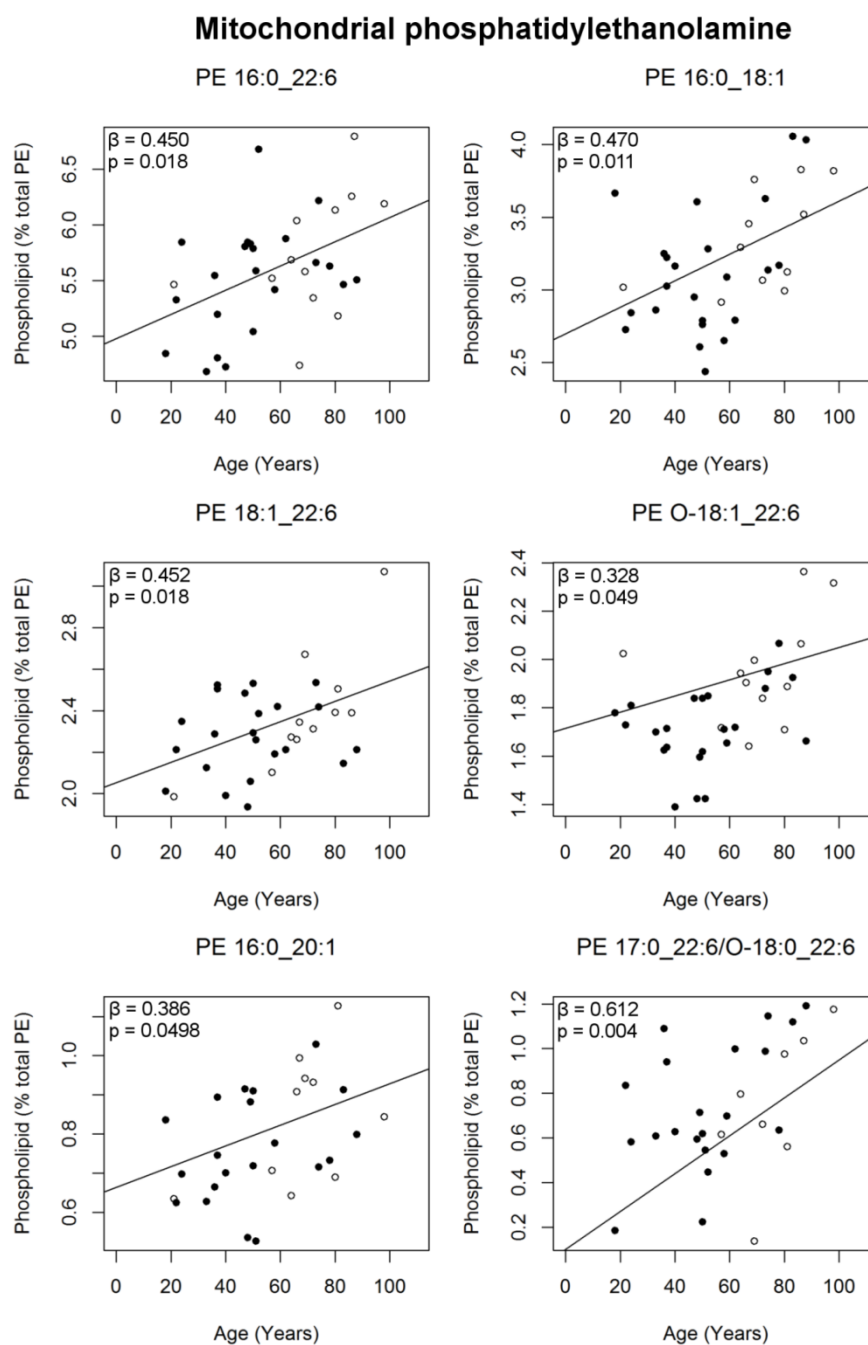 Mitochondrial phosphatidylethanolamine
PE 16:0_22:6
β = 0.450
p = 0.018
Phospholipid (% total PE)
5.0 5.5 6.0 6.5
0 20 40 60 80 100
Age (Years)
PE 16:0_18:1
β = 0.470
p = 0.011
Phospholipid (% total PE)
2.5 3.0 3.5 4.0
0 20 40 60 80 100
Age (Years)
PE 18:1_22:6
β = 0.452
p = 0.018
Phospholipid (% total PE)
2.0 2.4 2.8
0 20 40 60 80 100
Age (Years)
PE O-18:1_22:6
β = 0.328
p = 0.049
Phospholipid (% total PE)
1.4 1.6 1.8 2.0 2.2 2.4
0 20 40 60 80 100
Age (Years)
PE 16:0_20:1
β = 0.386
p = 0.0498
Phospholipid (% total PE)
0.6 0.8 1.0
0 20 40 60 80 100
Age (Years)
PE 17:0_22:6/O-18:0_22:6
β = 0.612
p = 0.004
Phospholipid (% total PE)
0.2 0.4 0.6 0.8 1.0 1.2
0 20 40 60 80 100
Age (Years)